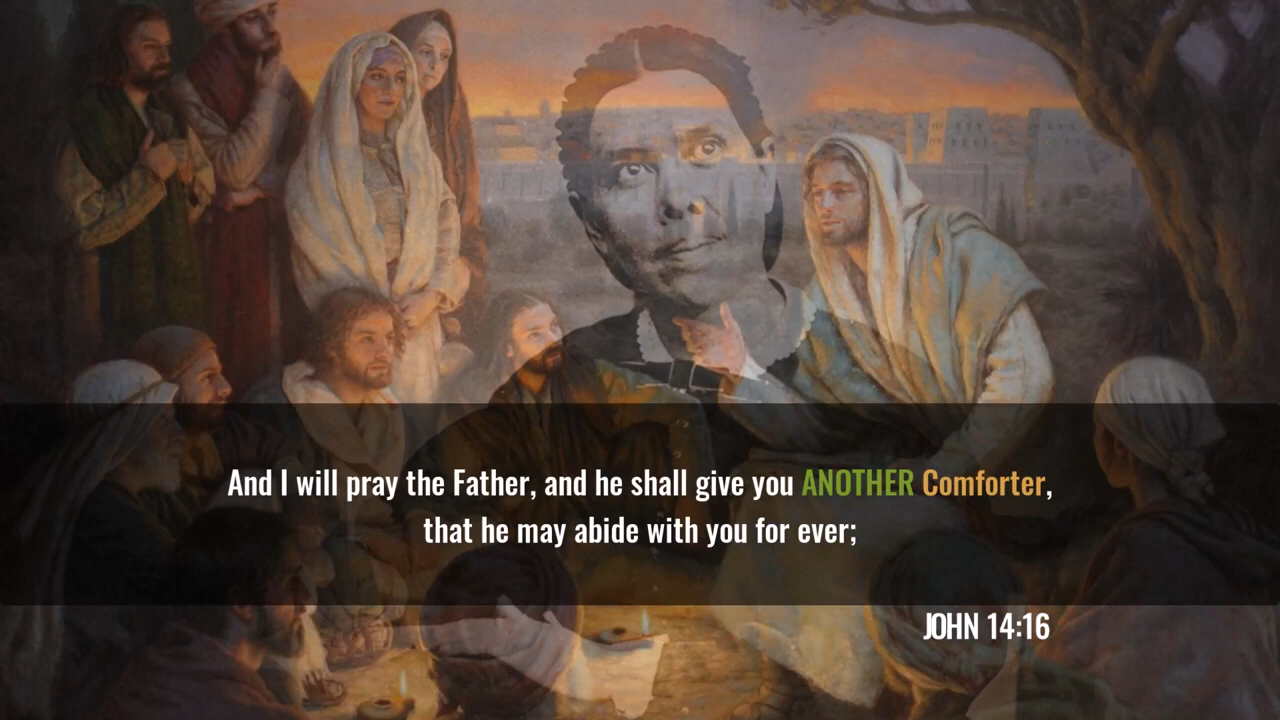 And I will pray the Father, and he shall give you ANOTHER Comforter,
that he may abide with you for ever;
JOHN 14:16